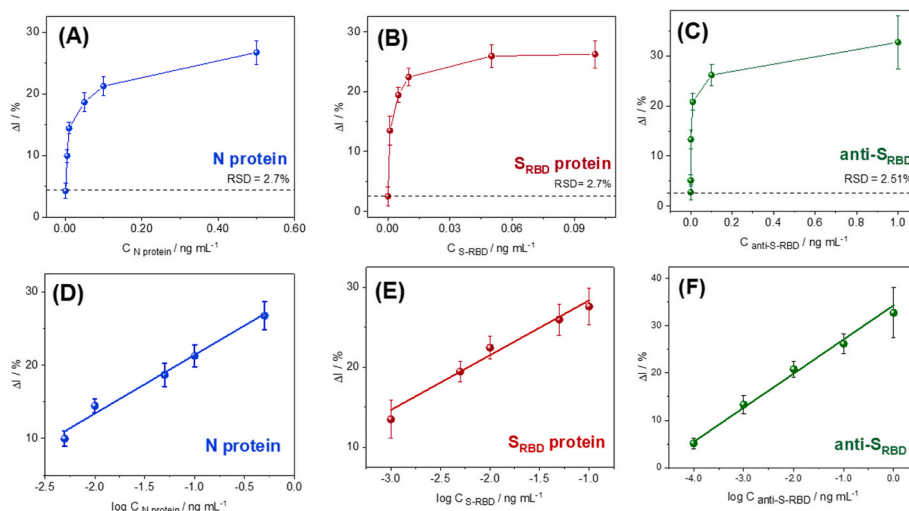 (A)
30
20
10
0
ΔI / %
N protein
RSD = 2.7%
0.00 0.20 0.40 0.60
C N protein / ng mL-1
(B)
30
20
10
0
ΔI / %
SRBD protein
RSD= 2.7%
0.00 0.05 0.10
C S-RBD / ng mL-1
(C)
30
20
10
0
ΔI / %
anti-SRBD
RSD = 2.51%
0.0 0.2 0.4 0.6 0.8 1.0
C anti-S-RBD / ng mL-1
(D)
30
20
10
ΔI / %
N protein
-2.5 -2.0 -1.5 -1.0 -0.5 0.0
log C N protein / ng mL-1
(E)
30
20
10
ΔI / %
SRBD protein
-3.0 -2.5 -2.0 -1.5 -1.0
log C S-RBD / ng mL-1
(F)
40
30
20
10
0
ΔI / %
anti-SRBD
-4.0 -3.0 -2.0 -1.0 0.0
log C anti-S-RBD / ng mL-1